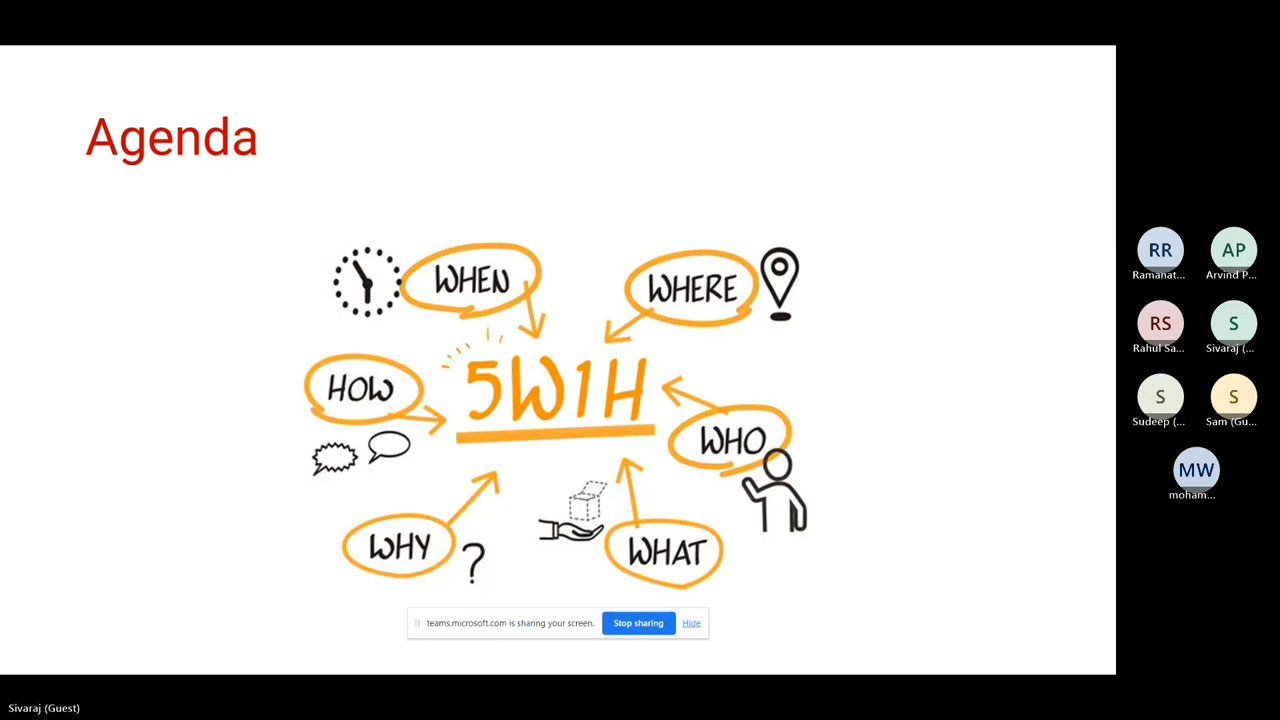 Agenda
WHEN
WHERE
5W1H
HOW
WHO
WHY
?
WHAT
teams.microsoft.com is sharing your screen.
Stop sharing
Hide
RR
AP
Ramanat...
Arvind P...
RS
S
Rahul Sa...
Sivaraj (...
S
S
Sudeep (...
Sam (Gu...
MW
moham...
Sivaraj (Guest)